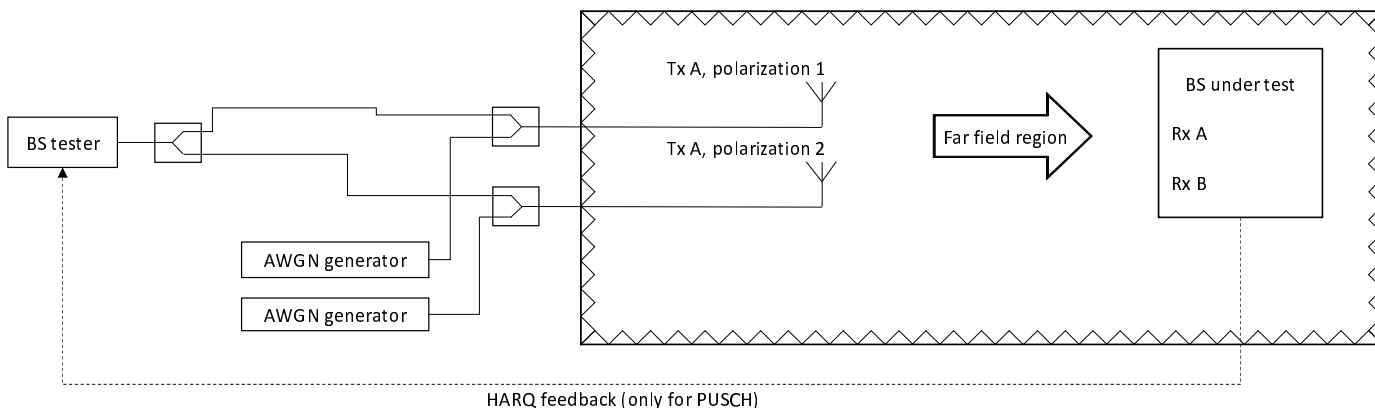 Tx A, polarization 1
BS under test
BS tester
Far field region
Rx A
Tx A, polarization 2
Rx B
AWGN generator
AWGN generator
HARQ feedback (only for PUSCH)